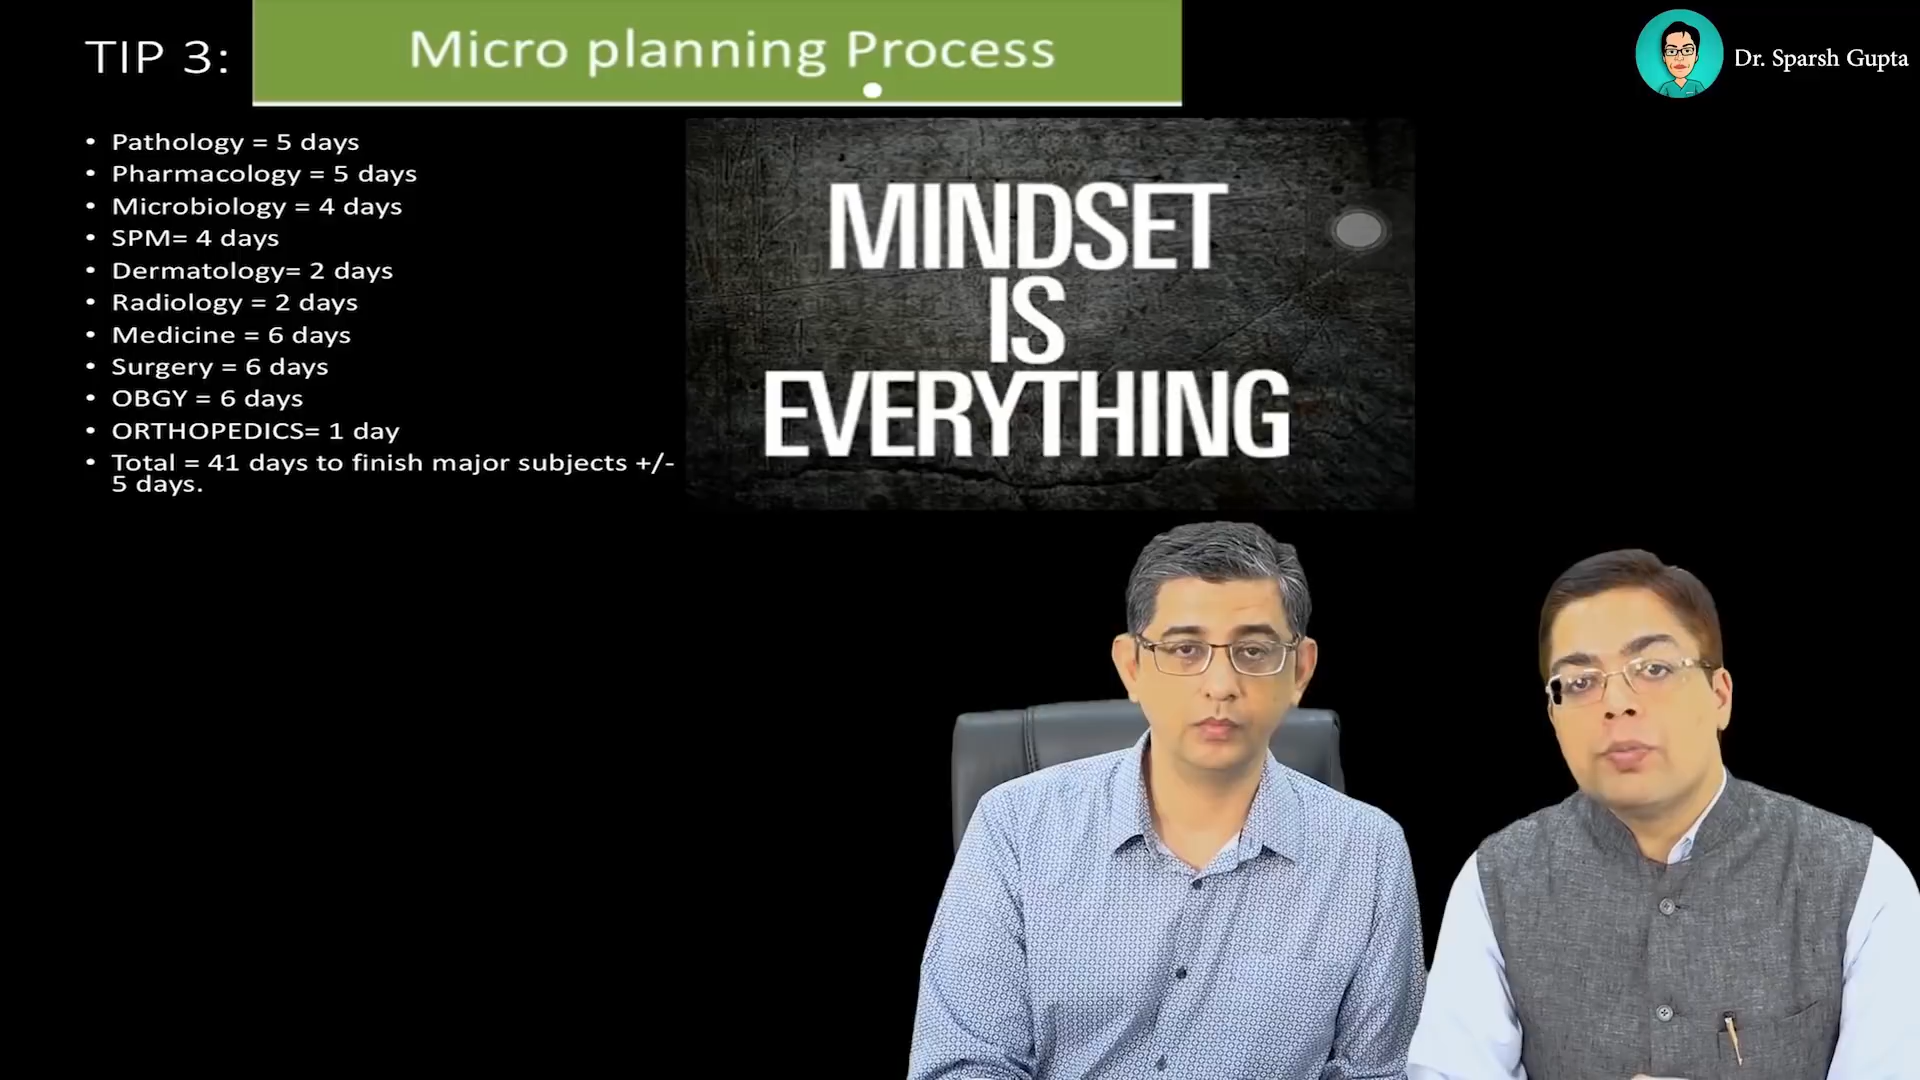 TIP 3:
Micro planning Process
Dr. Sparsh Gupta
• Pathology = 5 days
• Pharmacology = 5 days
• Microbiology = 4 days
• SPM= 4 days
• Dermatology= 2 days
• Radiology = 2 days
• Medicine = 6 days
• Surgery = 6 days
• OBGY = 6 days
• ORTHOPEDICS= 1 day
• Total = 41 days to finish major subjects +/-
5 days.
MINDSET
IS
EVERYTHING